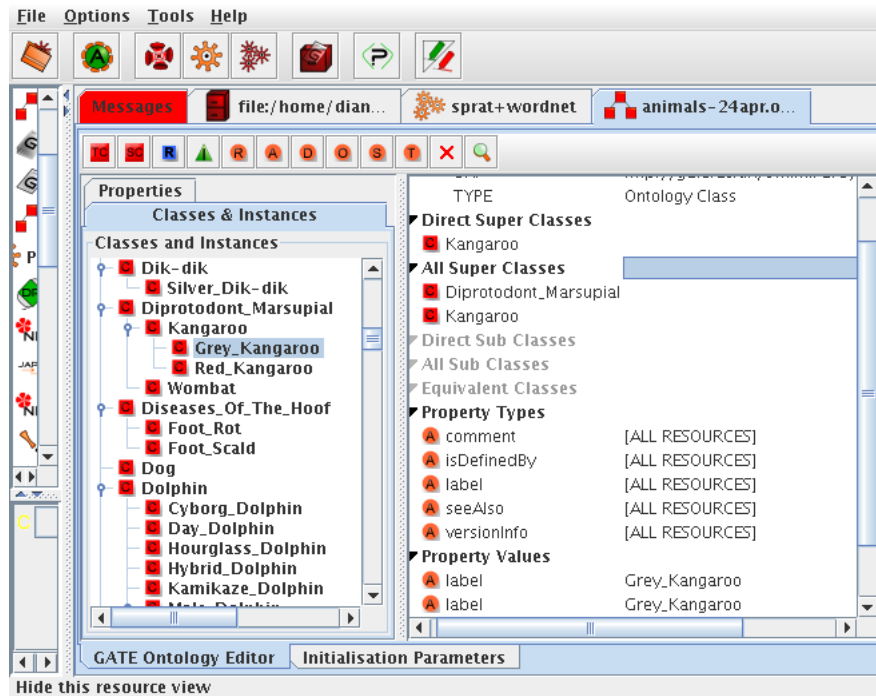 File Options Tools Help
Messages
file:/home/dian...
sprat+wordnet
animals-24apr.o...
TC SC R R A D O S T
Properties
Classes & Instances
Classes and Instances
Dik-dik
Silver_Dik-dik
Diprotodont_Marsupial
Kangaroo
Grey_Kangaroo
Red_Kangaroo
Wombat
Diseases_Of_The_Hoof
Foot_Rot
Foot_Scald
Dog
Dolphin
Cyborg_Dolphin
Day_Dolphin
Hourglass_Dolphin
Hybrid_Dolphin
Kamikaze_Dolphin
TYPE Ontology Class
Direct Super Classes
Kangaroo
All Super Classes
Diprotodont_Marsupial
Kangaroo
Direct Sub Classes
All Sub Classes
Equivalent Classes
Property Types
comment [ALL RESOURCES]
isDefinedBy [ALL RESOURCES]
label [ALL RESOURCES]
seeAlso [ALL RESOURCES]
versionInfo [ALL RESOURCES]
Property Values
label Grey_Kangaroo
label Grey_Kangaroo
GATE Ontology Editor
Initialisation Parameters
Hide this resource view